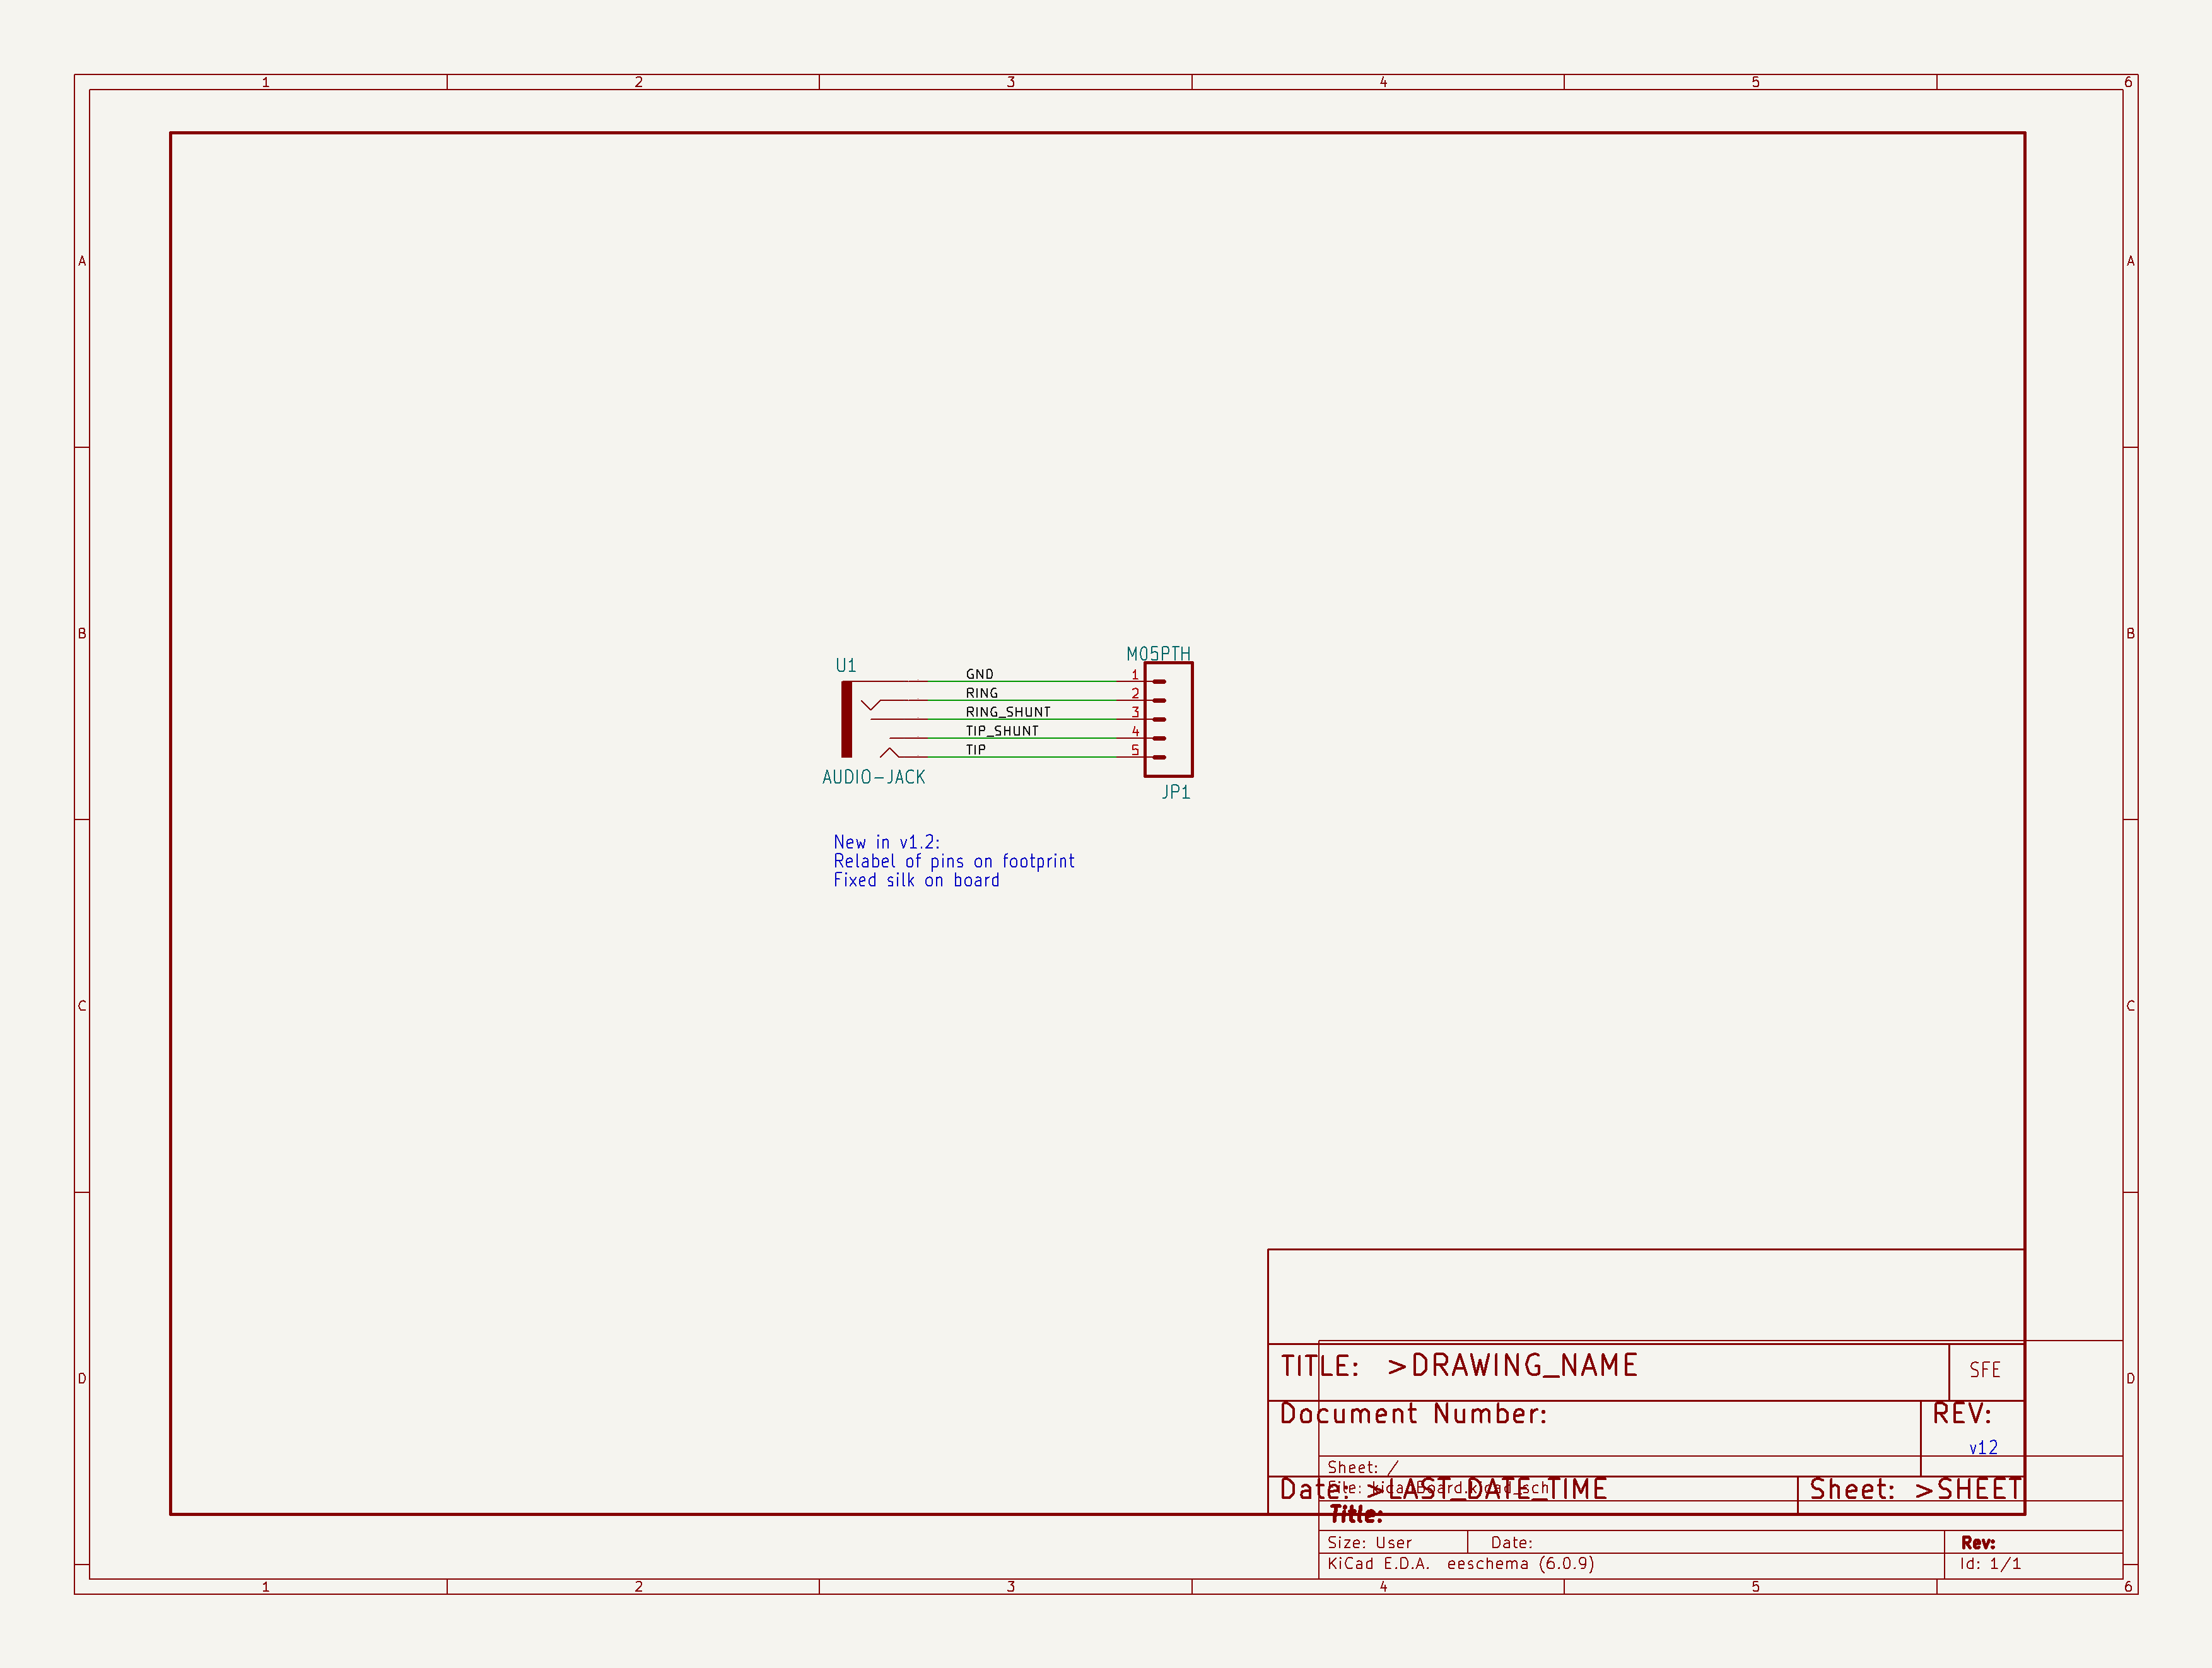 1 2 3 4 5 6
A A
B B
U1
M05PTH
GND 1
RING 2
RING_SHUNT 3
TIP_SHUNT 4
TIP 5
AUDIO-JACK
JP1
New in v1.2:
Relabel of pins on footprint
Fixed silk on board
C C
D D
TITLE: >DRAWING_NAME
SFE
Document Number:
REV:
v12
Sheet: /
File: kicadBoard.kicad_sch
Date: >LAST_DATE_TIME
Sheet: >SHEET
Title:
Size: User Date: Rev:
KiCad E.D.A. eeschema (6.0.9) Id: 1/1
1 2 3 4 5 6